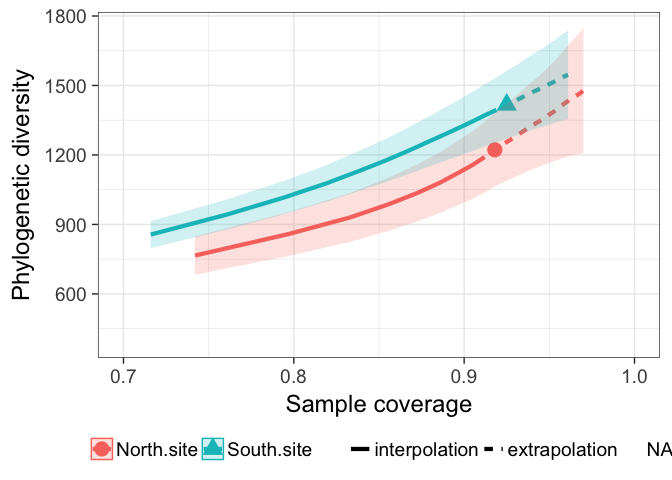 1800
1500
1200
900
600
Phylogenetic diversity
0.7 0.8 0.9 1.0
Sample coverage
North.site South.site interpolation extrapolation NA